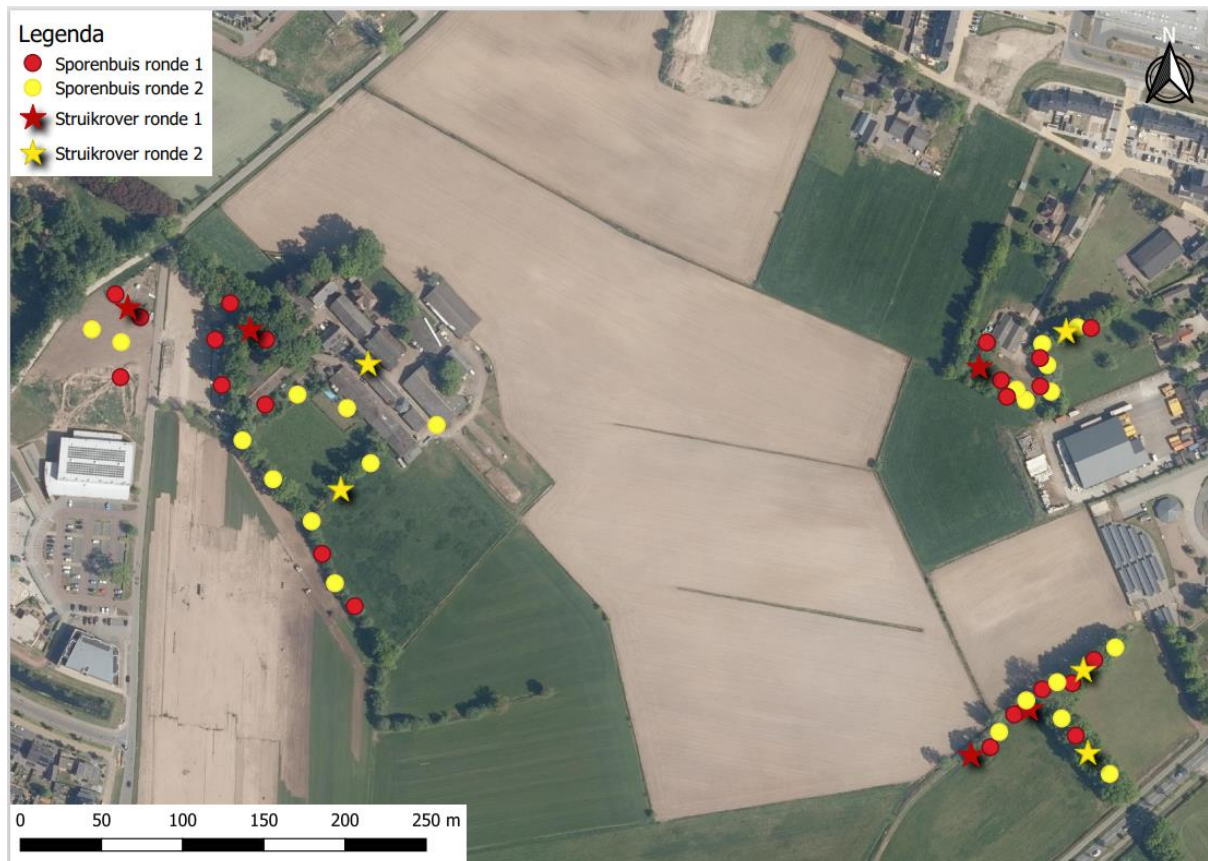 Legenda
Sporenbuis ronde 1
Sporenbuis ronde 2
Struikrover ronde 1
Struikrover ronde 2
N
0 50 100 150 200 250 m